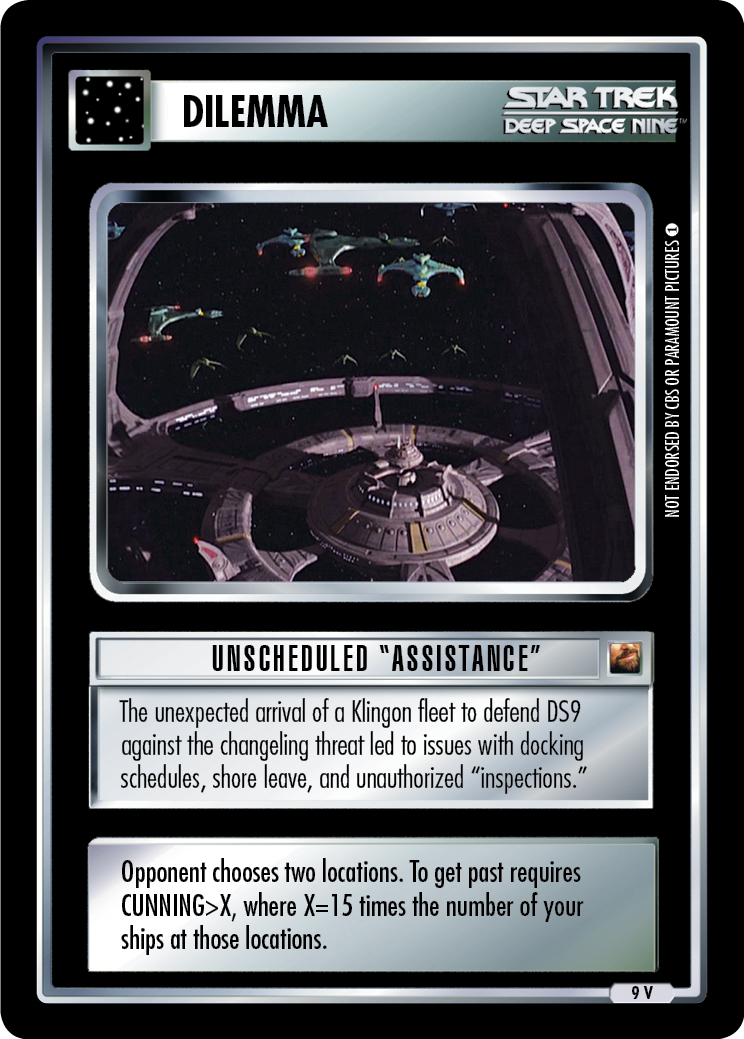 DILEMMA
STAR TREK
DEEP SPACE NINE™
NOT ENDORSED BY CBS OR PARAMOUNT PICTURES 1
UNSCHEDULED “ASSISTANCE”
The unexpected arrival of a Klingon fleet to defend DS9
against the changeling threat led to issues with docking
schedules, shore leave, and unauthorized “inspections.”
Opponent chooses two locations. To get past requires
CUNNING>X, where X=15 times the number of your
ships at those locations.
9 V